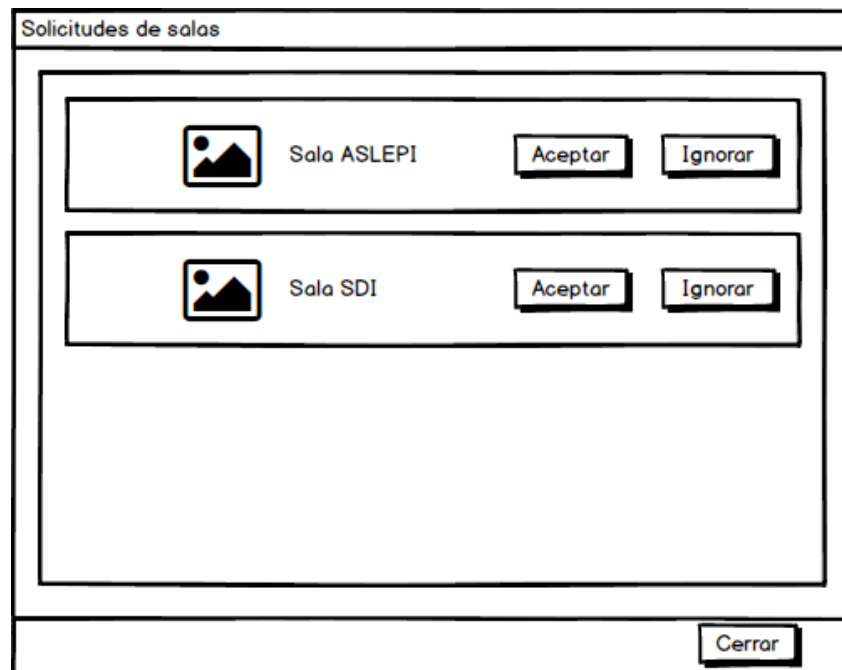 Solicitudes de salas
Sala ASLEPI Aceptar Ignorar
Sala SDI Aceptar Ignorar
Cerrar